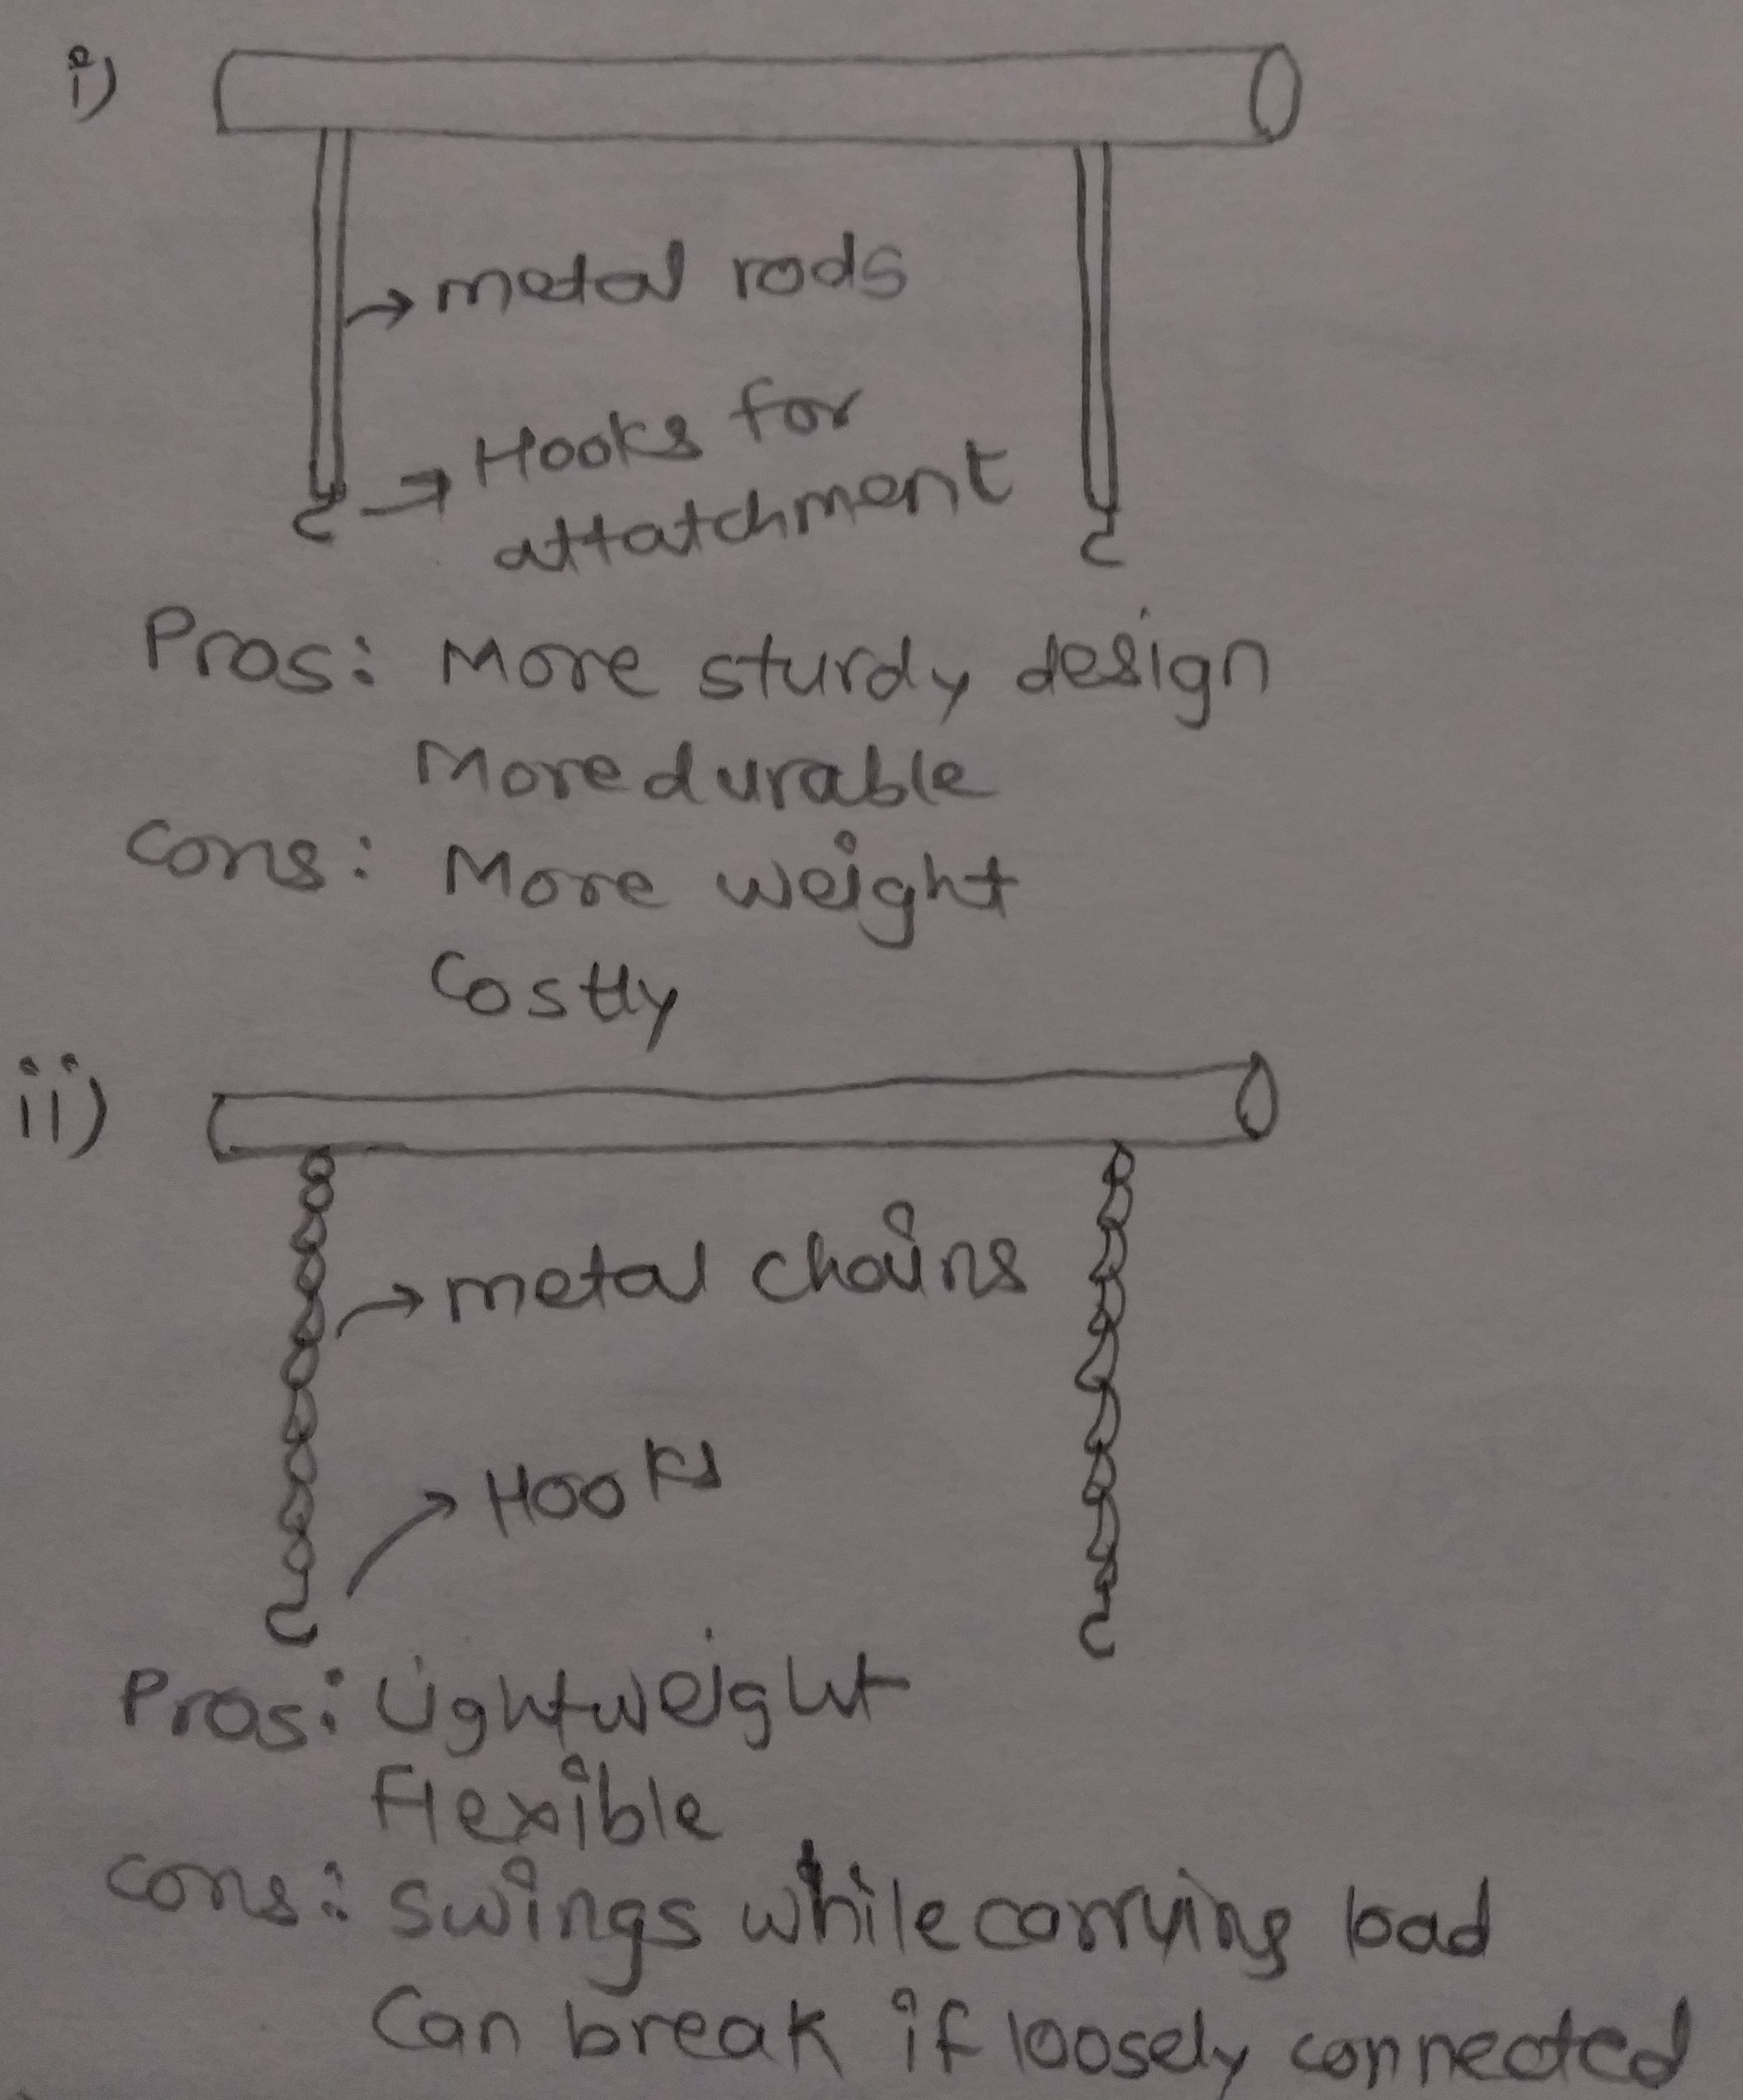 i)
metal rods
Hooks for
attatchment
Pros: More sturdy design
More durable
Cons: More weight
Costly
ii)
metal chains
Hooks
Pros: Lightweight
Flexible
Cons: Swings while carrying load
Can break if loosely connected